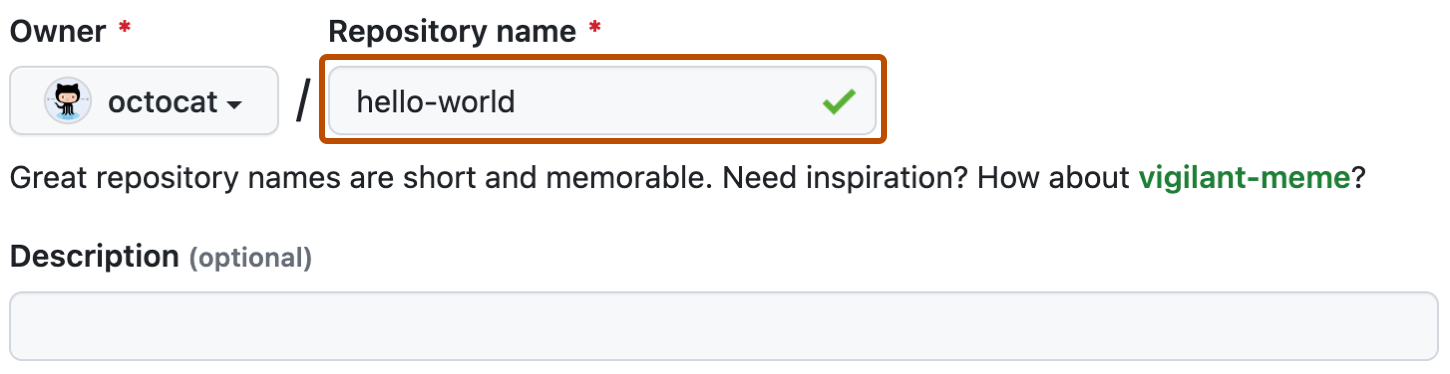 Owner *
Repository name *
octocat
/
hello-world
Great repository names are short and memorable. Need inspiration? How about vigilant-meme?
Description (optional)